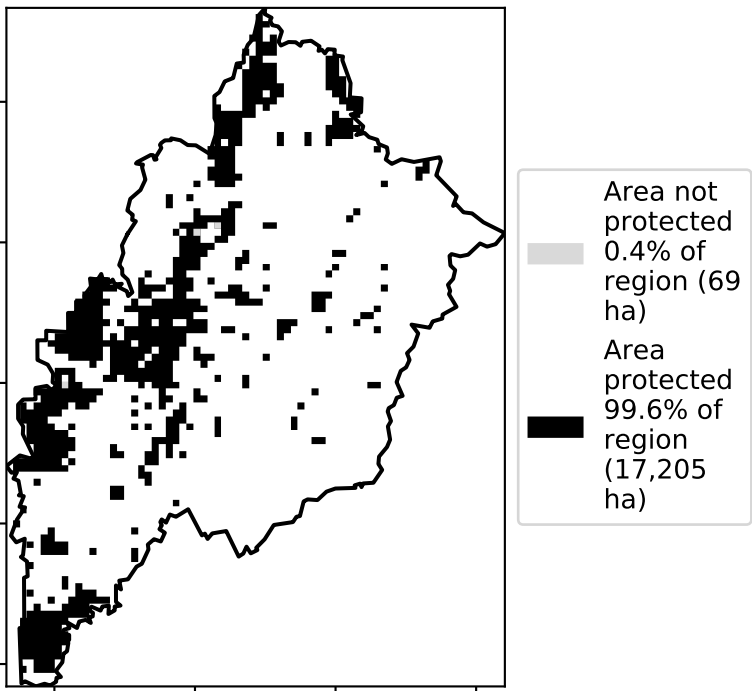 Area not
protected
0.4% of
region (69
ha)
Area
protected
99.6% of
region
(17,205
ha)